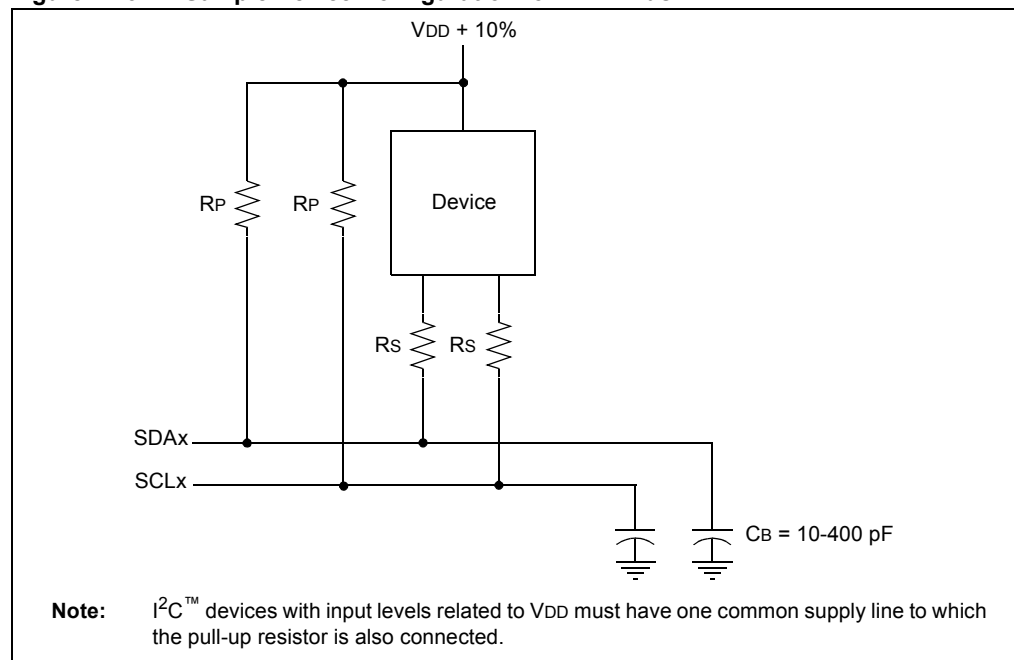 VDD + 10%
RP
RP
Device
RS
RS
SDAx
SCLx
CB = 10-400 pF
Note: I²C™ devices with input levels related to VDD must have one common supply line to which
the pull-up resistor is also connected.